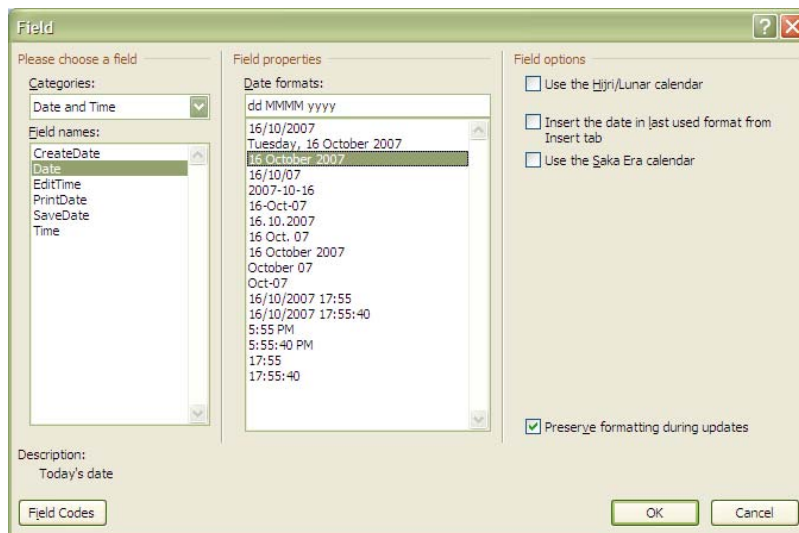 Field
Please choose a field
Categories:
Date and Time
Field names:
CreateDate
Date
EditTime
PrintDate
SaveDate
Time
Field properties
Date formats:
dd MMMM yyyy
16/10/2007
Tuesday, 16 October 2007
16 October 2007
16/10/07
2007-10-16
16-Oct-07
16.10.2007
16 Oct. 07
16 October 2007
October 07
Oct-07
16/10/2007 17:55
16/10/2007 17:55:40
5:55 PM
5:55:40 PM
17:55
17:55:40
Field options
Use the Hijri/Lunar calendar
Insert the date in last used format from
Insert tab
Use the Saka Era calendar
Preserve formatting during updates
Description:
Today's date
Field Codes
OK
Cancel